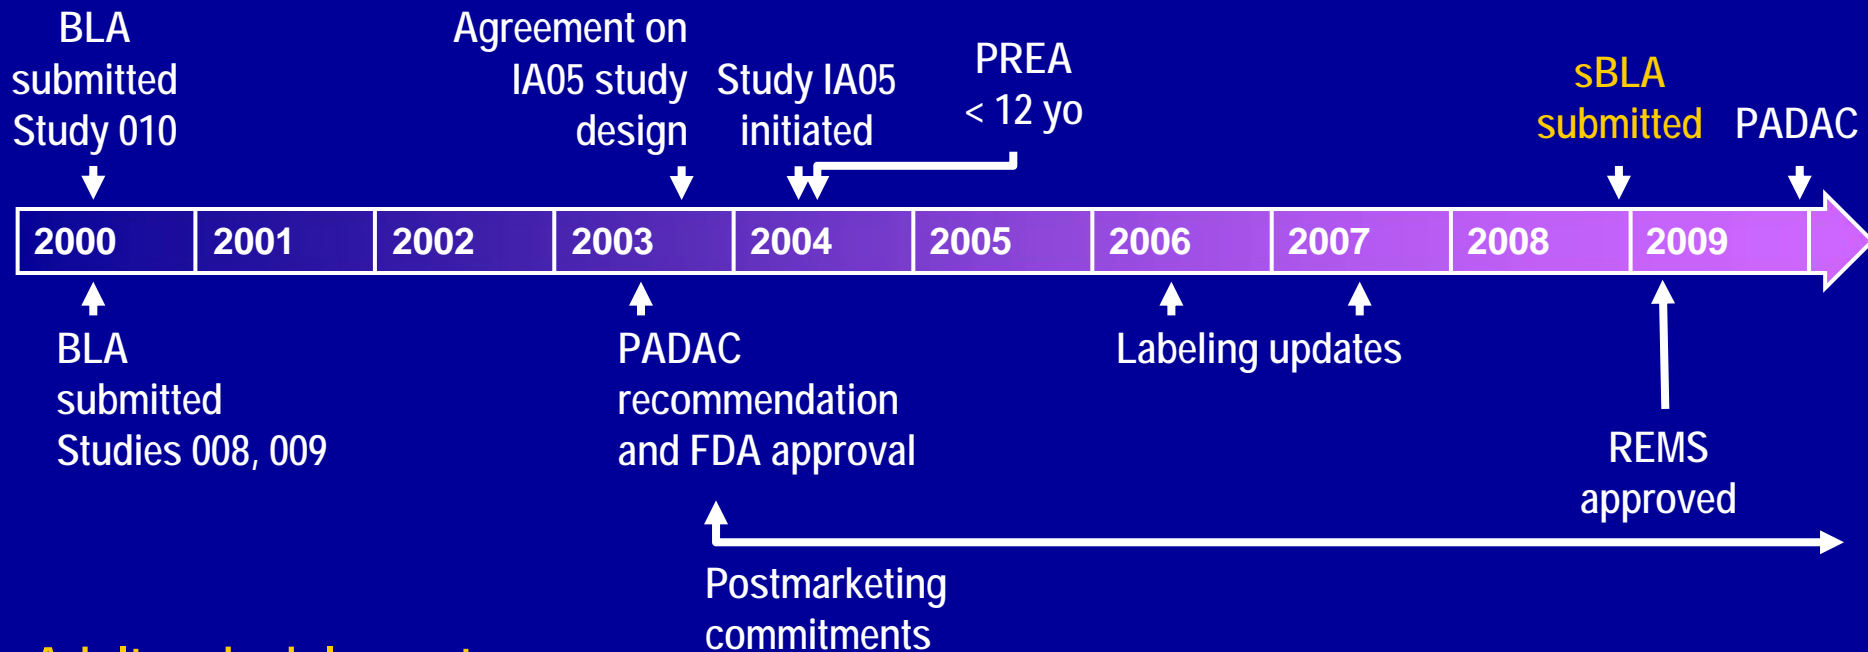 BLA
submitted
Study 010
Agreement on
IA05 study
design
Study IA05
initiated
PREA
< 12 yo
sBLA
submitted
PADAC
2000 2001 2002 2003 2004 2005 2006 2007 2008 2009
BLA
submitted
Studies 008, 009
PADAC
recommendation
and FDA approval
Labeling updates
REMS
approved
Postmarketing
commitments